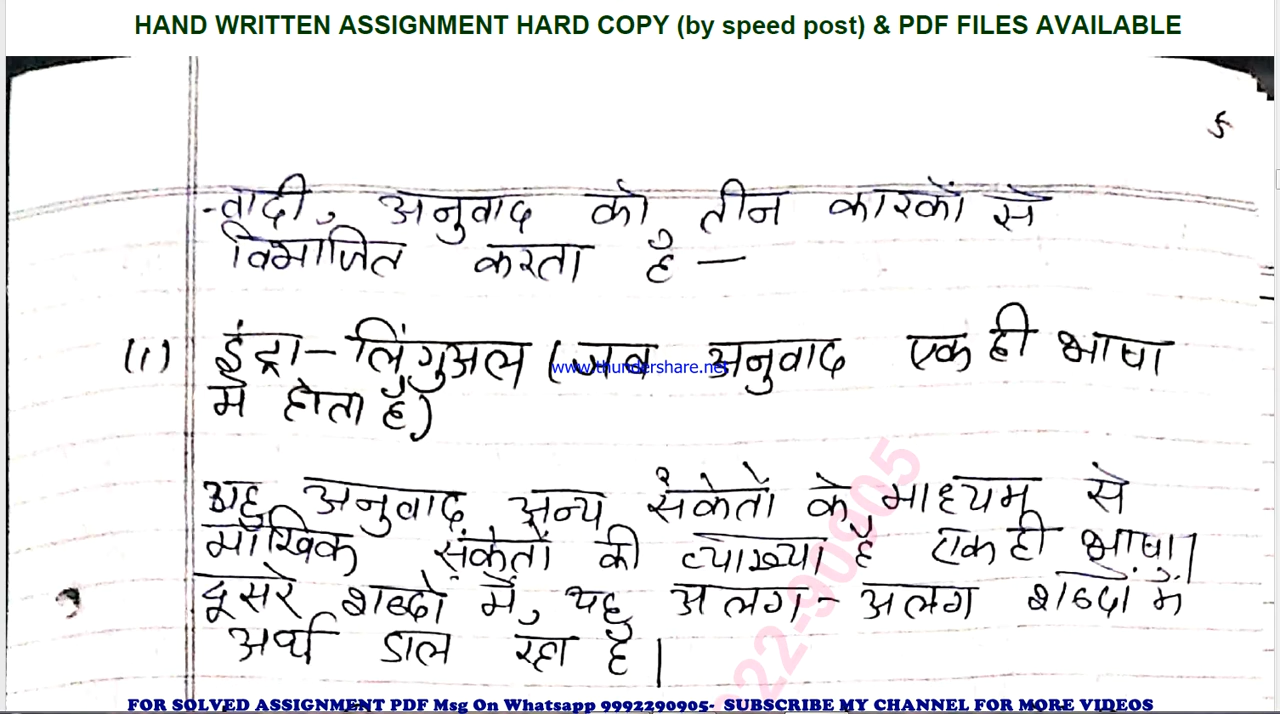 HAND WRITTEN ASSIGNMENT HARD COPY (by speed post) & PDF FILES AVAILABLE
5
-वादी, अनुवाद को तीन कारकों से
विभाजित करता है —
(1) इंट्रा - लिंगुअल (जब अनुवाद एक ही भाषा
www.thundershare.net
में होता है)
यह अनुवाद अन्य संकेतों के माध्यम से
मौखिक संकेतों की व्याख्या है एक ही भाषा।
दूसरे शब्दों में, यह अलग - अलग शब्दों में
अर्थ डाल रहा है।
922-90905
FOR SOLVED ASSIGNMENT PDF Msg On Whatsapp 9992290905- SUBSCRIBE MY CHANNEL FOR MORE VIDEOS